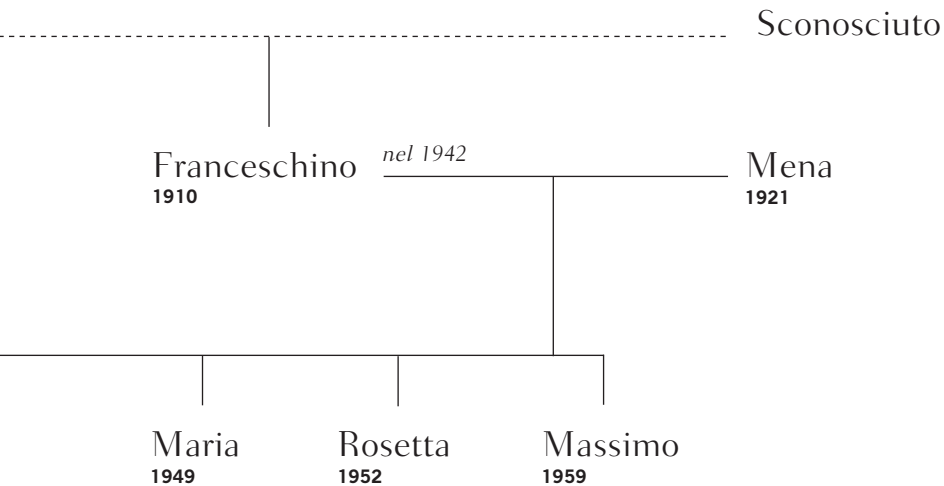 Sconosciuto
nel 1942
Franceschino
1910
Mena
1921
Maria
1949
Rosetta
1952
Massimo
1959